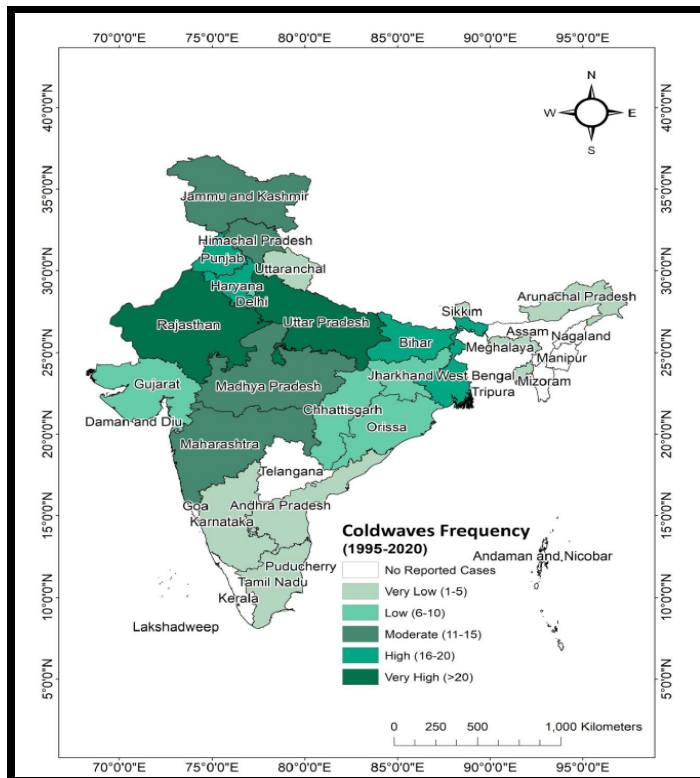 70°0'0"E 75°0'0"E 80°0'0"E 85°0'0"E 90°0'0"E 95°0'0"E
N
W E
S
40°0'0"N 40°0'0"N
35°0'0"N 35°0'0"N
Jammu and Kashmir
Himachal Pradesh
Punjab
30°0'0"N 30°0'0"N
Uttaranchal
Haryana
Delhi
Arunachal Pradesh
Sikkim
Rajasthan
Uttar Pradesh
Assam
Nagaland
Bihar
Meghalaya
25°0'0"N 25°0'0"N
Manipur
Gujarat
Madhya Pradesh
Jharkhand West Bengal
Mizoram
Tripura
Chhattisgarh
Daman and Diu
Orissa
20°0'0"N 20°0'0"N
Maharashtra
Telangana
Goa
Andhra Pradesh
15°0'0"N 15°0'0"N
Karnataka
Coldwaves Frequency
(1995-2020)
Andaman and Nicobar
Puducherry
No Reported Cases
Tamil Nadu
Very Low (1-5)
10°0'0"N 10°0'0"N
Kerala
Low (6-10)
Lakshadweep
Moderate (11-15)
High (16-20)
5°0'0"N 5°0'0"N
Very High (>20)
0 250 500 1,000 Kilometers
70°0'0"E 75°0'0"E 80°0'0"E 85°0'0"E 90°0'0"E 95°0'0"E